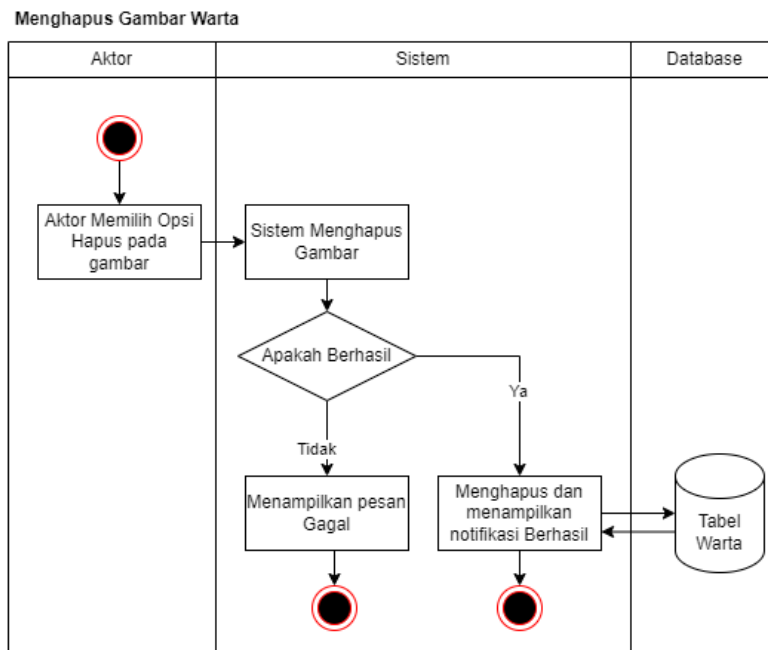 Menghapus Gambar Warta
Aktor
Sistem
Database
Aktor Memilih Opsi
Hapus pada
gambar
Sistem Menghapus
Gambar
Apakah Berhasil
Ya
Tidak
Menampilkan pesan
Gagal
Menghapus dan
menampilkan
notifikasi Berhasil
Tabel
Warta